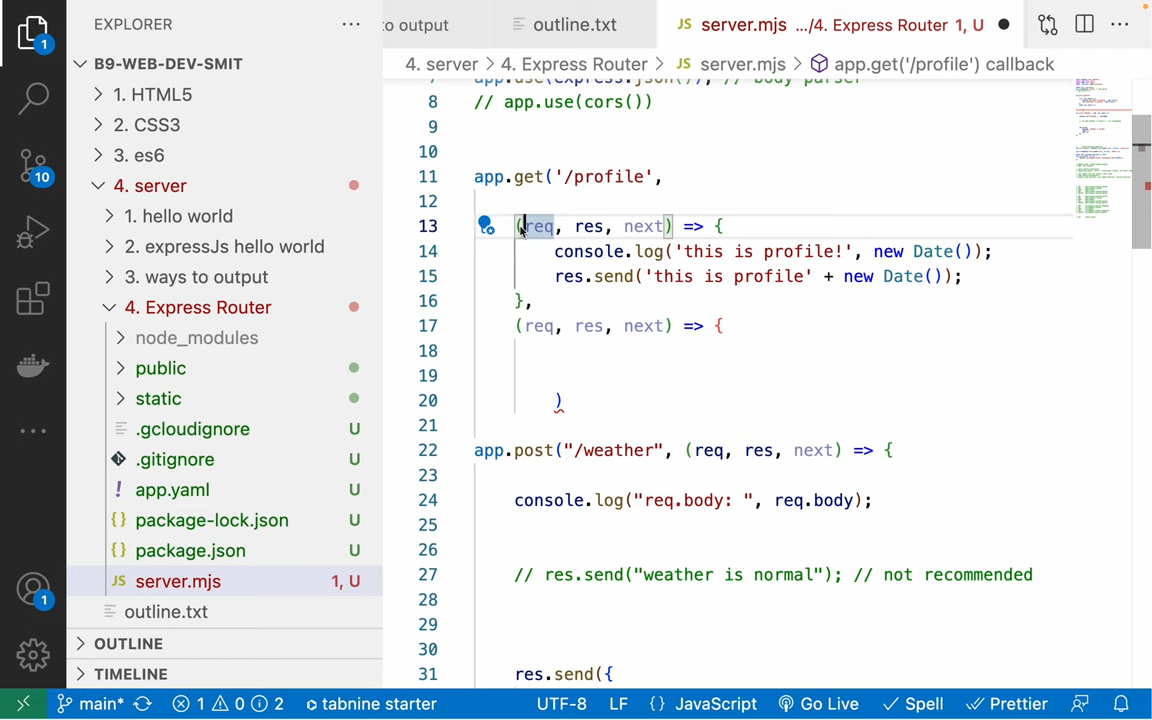 EXPLORER
to output
outline.txt
JS server.mjs .../4. Express Router 1, U
B9-WEB-DEV-SMIT
4. server > 4. Express Router > JS server.mjs > app.get('/profile') callback
1. HTML5
2. CSS3
3. es6
4. server
1. hello world
2. expressJs hello world
3. ways to output
4. Express Router
node_modules
public
static
.gcloudignore U
.gitignore U
! app.yaml U
{} package-lock.json U
{} package.json U
JS server.mjs 1, U
outline.txt
OUTLINE
TIMELINE
1
10
1
7 app.use(express.json()); // body parser
8 // app.use(cors())
9
10
11 app.get('/profile',
12
13 (req, res, next) => {
14 console.log('this is profile!', new Date());
15 res.send('this is profile' + new Date());
16 },
17 (req, res, next) => {
18
19
20 )
21
22 app.post("/weather", (req, res, next) => {
23
24 console.log("req.body: ", req.body);
25
26
27 // res.send("weather is normal"); // not recommended
28
29
30
31 res.send({
main* 1 0 2 tabnine starter UTF-8 LF {} JavaScript Go Live Spell Prettier